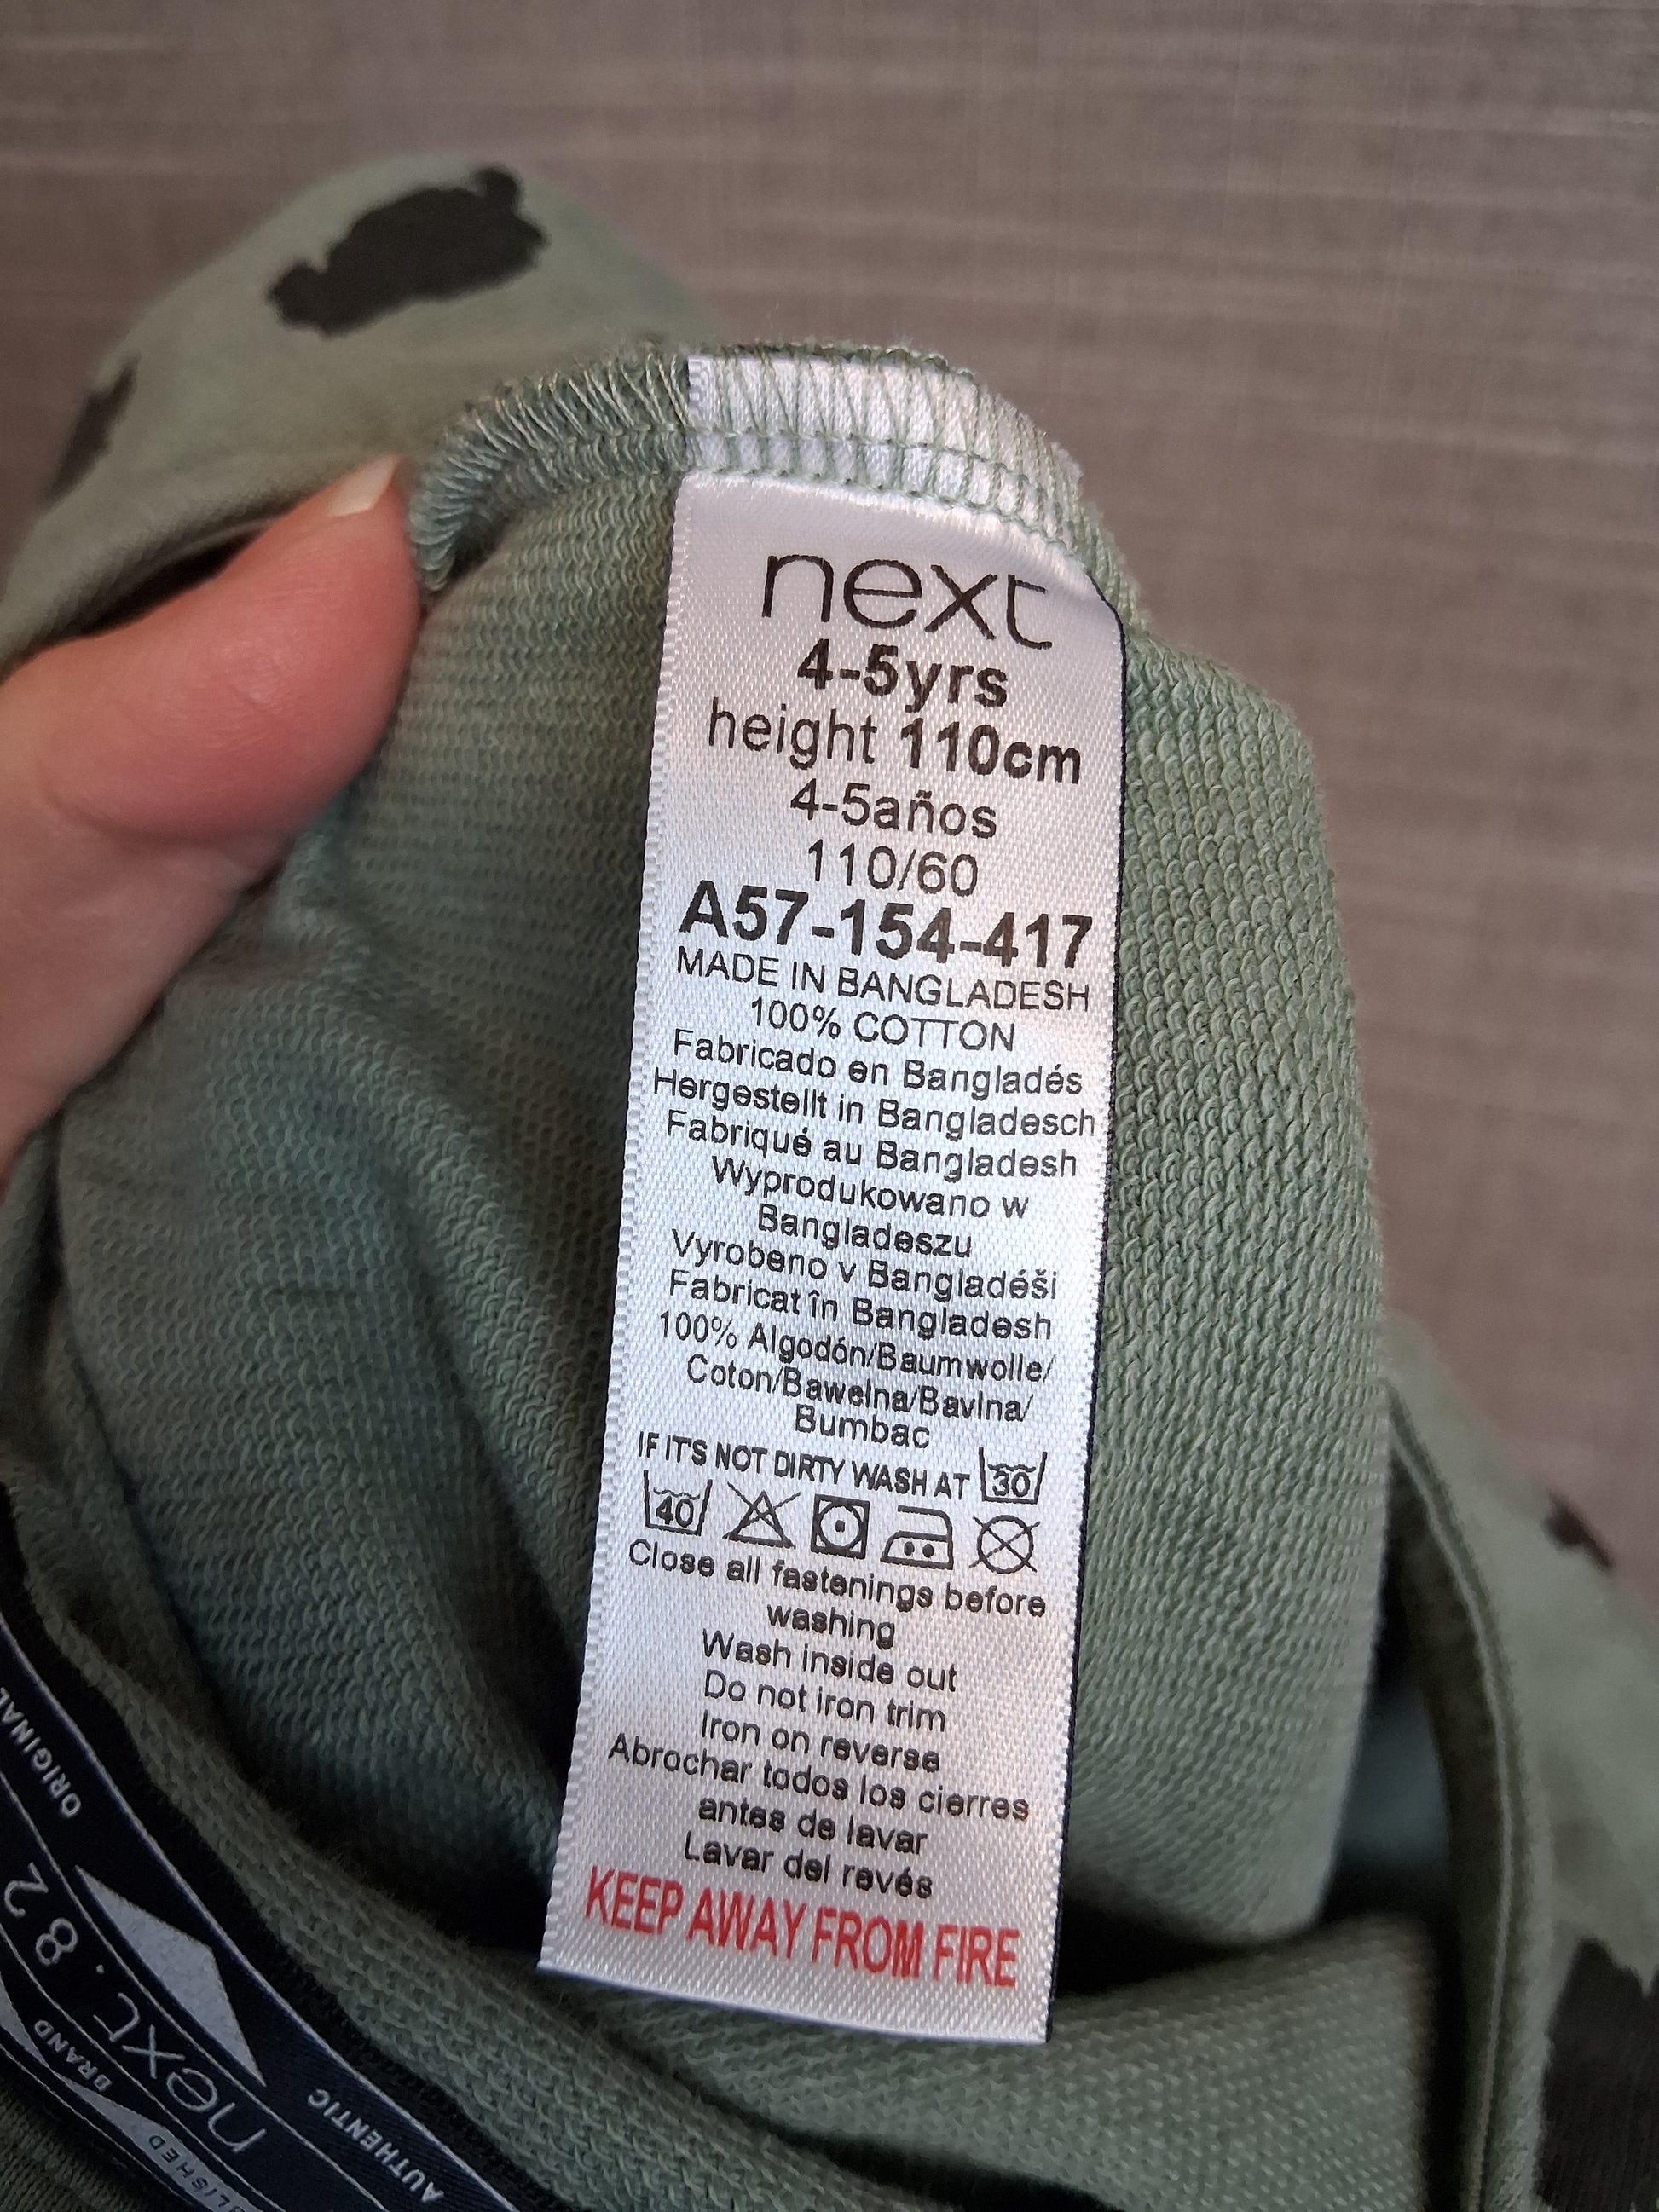 next
4-5yrs
height 110cm
4-5años
110/60
A57-154-417
MADE IN BANGLADESH
100% COTTON
Fabricado en Bangladés
Hergestellt in Bangladesch
Fabriqué au Bangladesh
Wyprodukowano w
Bangladeszu
Vyrobeno v Bangladéši
Fabricat în Bangladesh
100% Algodón/Baumwolle/
Coton/Bawełna/Bavlna/
Bumbac
IF IT'S NOT DIRTY WASH AT 30
40
Close all fastenings before
washing
Wash inside out
Do not iron trim
Iron on reverse
Abrochar todos los cierres
antes de lavar
Lavar del revés
KEEP AWAY FROM FIRE
ORIGINAL
AUTHENTIC
next.82
BRAND